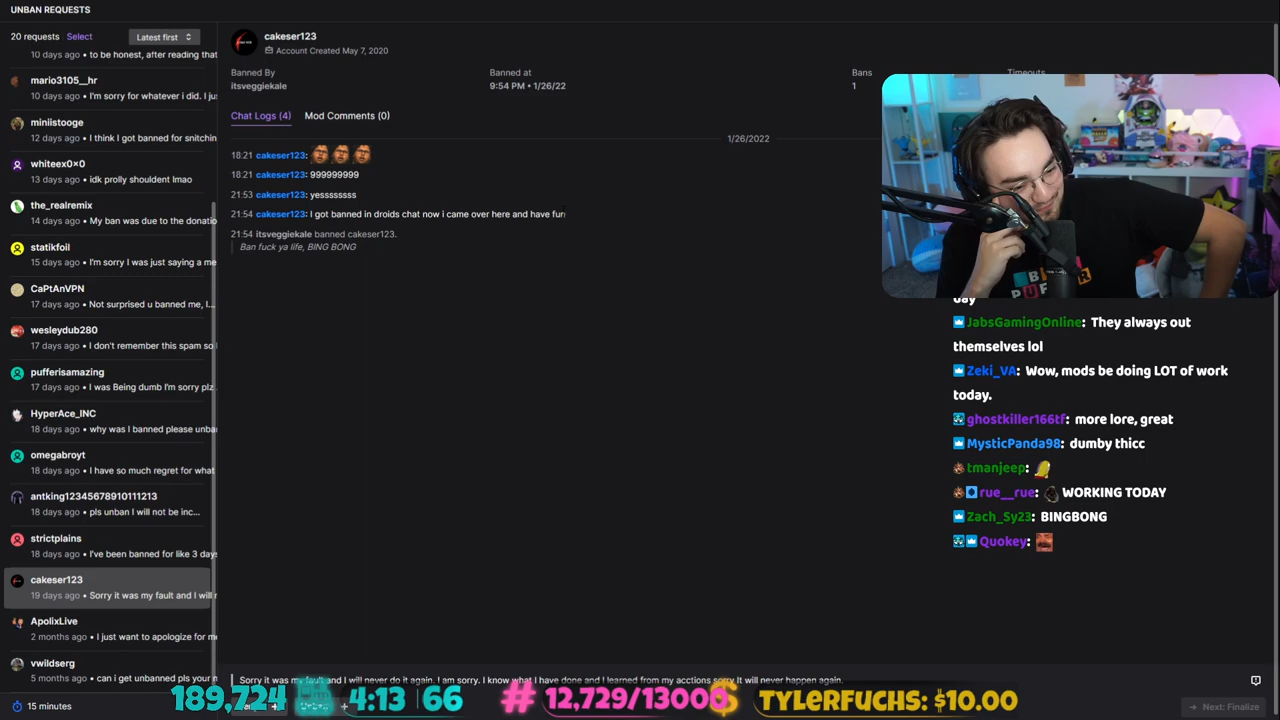 UNBAN REQUESTS
20 requests Select
Latest first
10 days ago • to be honest, after reading that
mario3105__hr
10 days ago • I'm sorry for whatever i did. I jus
miniistooge
12 days ago • I think I got banned for snitchin
whiteex0×0
13 days ago • idk prolly shouldent lmao
the_realremix
14 days ago • My ban was due to the donatio
statikfoil
15 days ago • I'm sorry I was just saying a me
CaPtAnVPN
17 days ago • Not surprised u banned me, I...
wesleydub280
17 days ago • I don't remember this spam so
pufferisamazing
17 days ago • I was Being dumb I'm sorry plz
HyperAce_INC
18 days ago • why was I banned please unba
omegabroyt
18 days ago • I have so much regret for what
antking12345678910111213
18 days ago • pls unban I will not be inc...
strictplains
18 days ago • I've been banned for like 3 days
cakeser123
19 days ago • Sorry it was my fault and I will
ApolixLive
2 months ago • I just want to apologize for me
vwildserg
5 months ago • can i get unbanned pls your
15 minutes
cakeser123
Account Created May 7, 2020
Banned By
itsveggiekale
Banned at
9:54 PM • 1/26/22
Bans
1
Timeouts
Chat Logs (4) Mod Comments (0)
1/26/2022
18:21 cakeser123:
18:21 cakeser123: 999999999
21:53 cakeser123: yessssssss
21:54 cakeser123: I got banned in droids chat now i came over here and have fun
21:54 itsveggiekale banned cakeser123.
Ban fuck ya life, BING BONG
day
JabsGamingOnline: They always out
themselves lol
Zeki_VA: Wow, mods be doing LOT of work
today.
ghostkiller166tf: more lore, great
MysticPanda98: dumby thicc
tmanjeep:
rue__rue: WORKING TODAY
Zach_Sy23: BINGBONG
Quokey:
Sorry it was my fault and I will never do it again. I am sorry. I know what I have done and I learned from my acctions sorry It will never happen again.
189,724 4:13 | 66 # 12,729/13000 $ TYLERFUCHS: $10.00
Next: Finalize